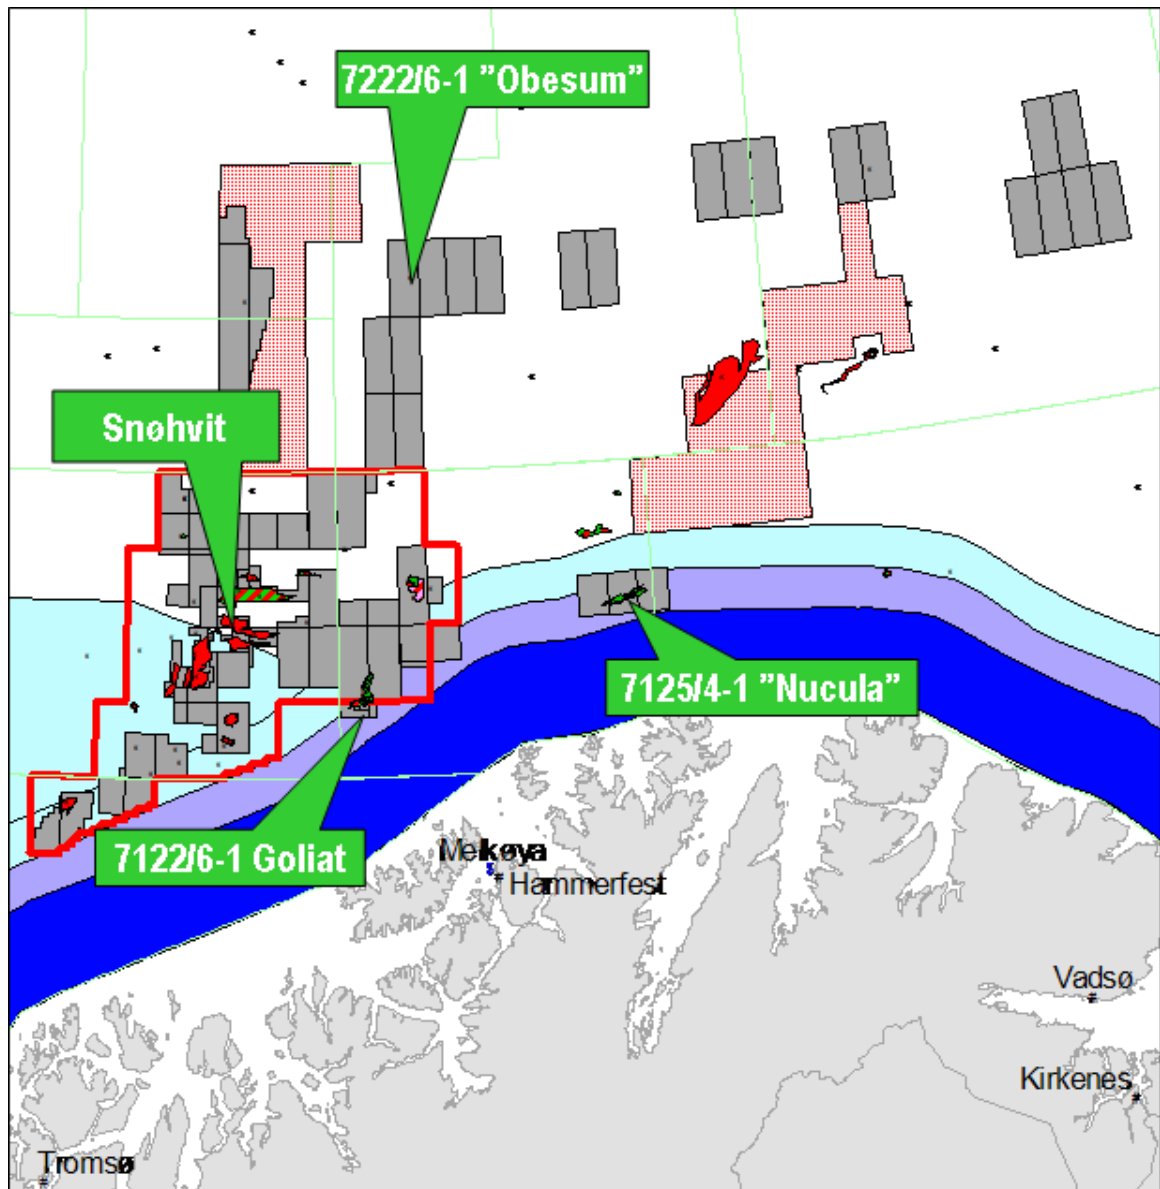 7222/6-1 ”Obesum”
Snøhvit
7125/4-1 ”Nucula”
7122/6-1 Goliat
Melkøya
Hammerfest
Vadsø
Kirkenes
Tromsø